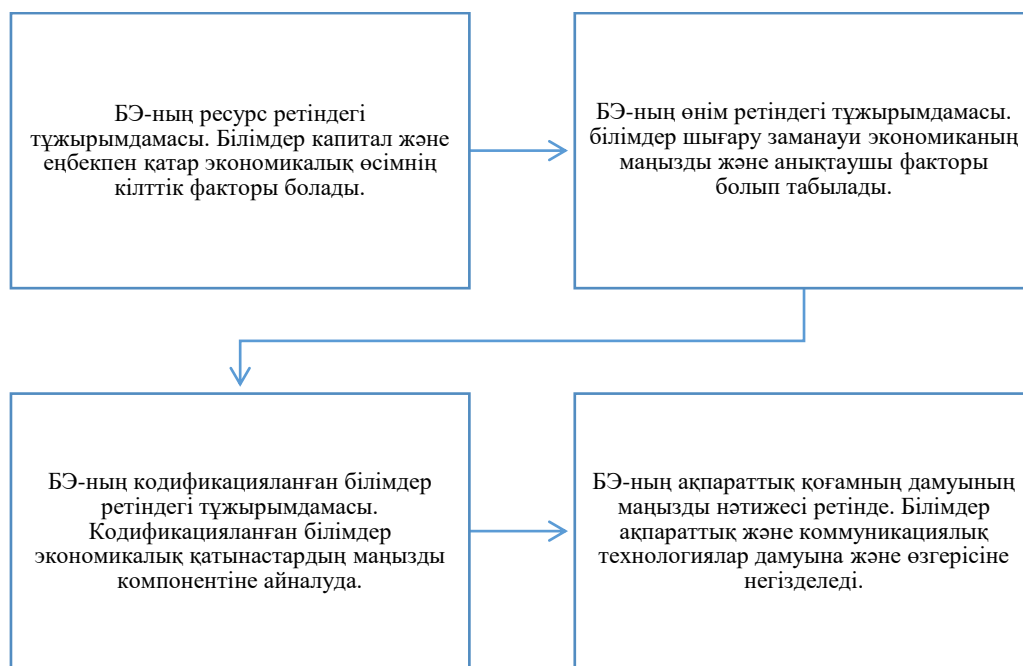 БЭ-ның ресурс ретіндегі
тұжырымдамасы. Білімдер капитал және
еңбекпен қатар экономикалық өсімнің
кілттік факторы болады.
БЭ-ның өнім ретіндегі тұжырымдамасы.
білімдер шығару заманауи экономиканың
маңызды және анықтаушы факторы
болып табылады.
БЭ-ның кодификацияланған білімдер
ретіндегі тұжырымдамасы.
Кодификацияланған білімдер
экономикалық қатынастардың маңызды
компонентіне айналуда.
БЭ-ның ақпараттық қоғамның дамуының
маңызды нәтижесі ретінде. Білімдер
ақпараттық және коммуникациялық
технологиялар дамуына және өзгерісіне
негізделеді.